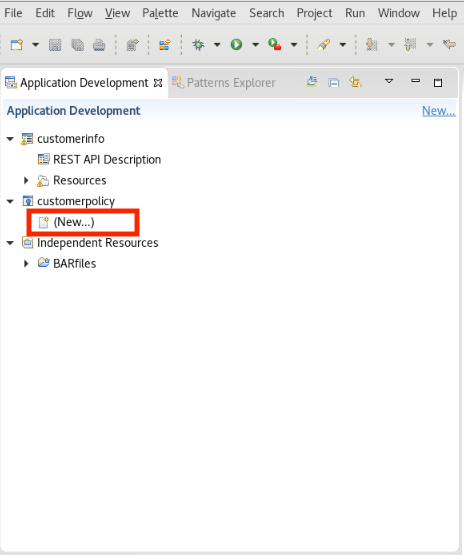 File Edit Flow View Palette Navigate Search Project Run Window Help
Application Development Patterns Explorer
Application Development New...
customerinfo
REST API Description
Resources
customerpolicy
(New...)
Independent Resources
BARfiles